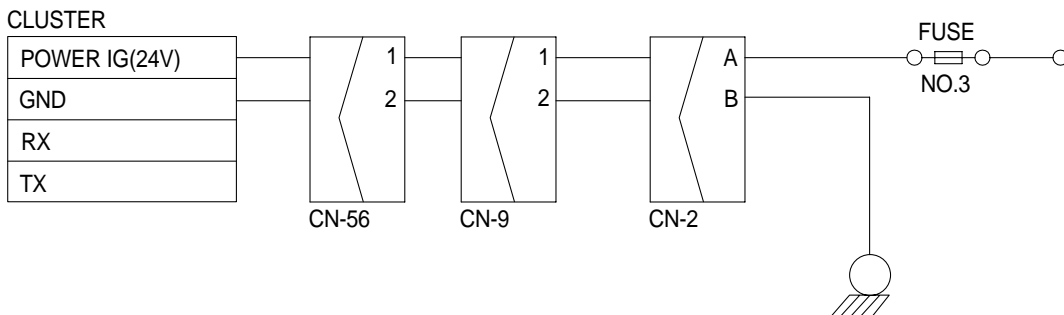 CLUSTER
POWER IG(24V)
GND
RX
TX
1
2
CN-56
1
2
CN-9
A
B
CN-2
FUSE
NO.3